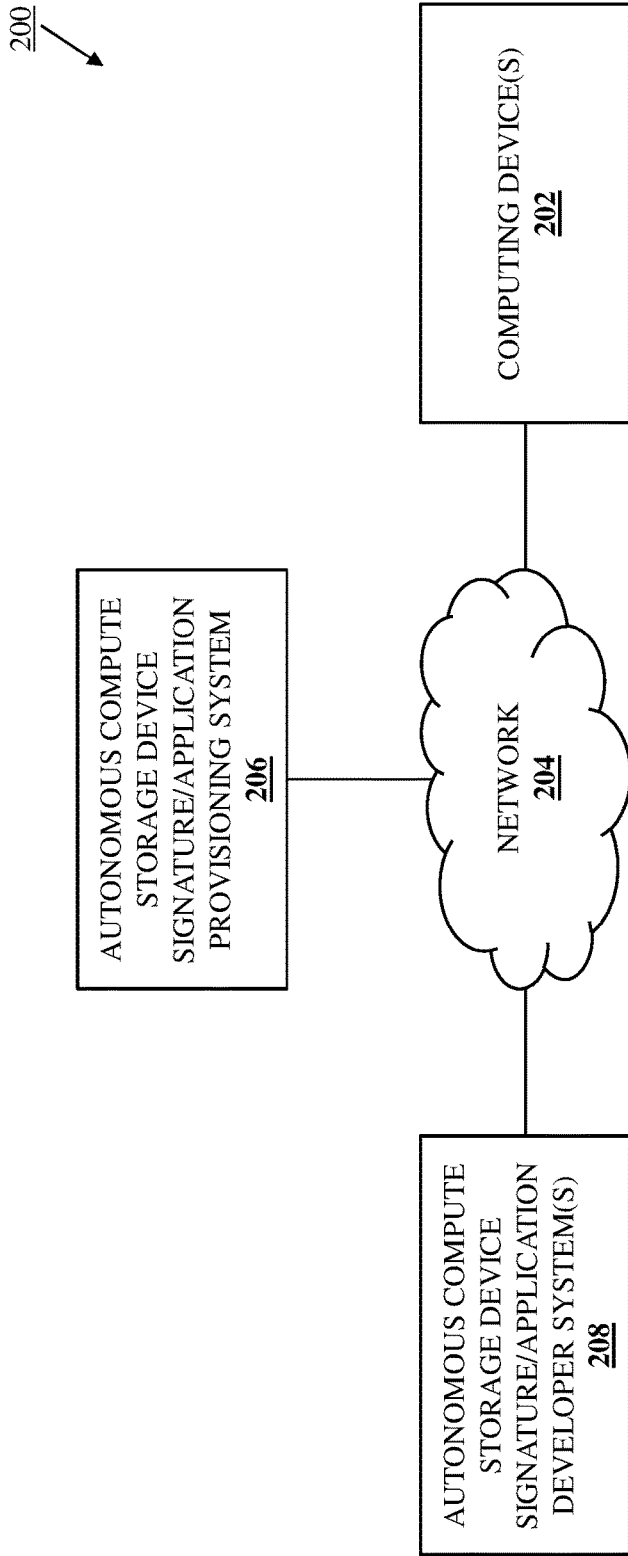 200
AUTONOMOUS COMPUTE
STORAGE DEVICE
SIGNATURE/APPLICATION
PROVISIONING SYSTEM
206
AUTONOMOUS COMPUTE
STORAGE DEVICE
SIGNATURE/APPLICATION
DEVELOPER SYSTEM(S)
208
NETWORK
204
COMPUTING DEVICE(S)
202